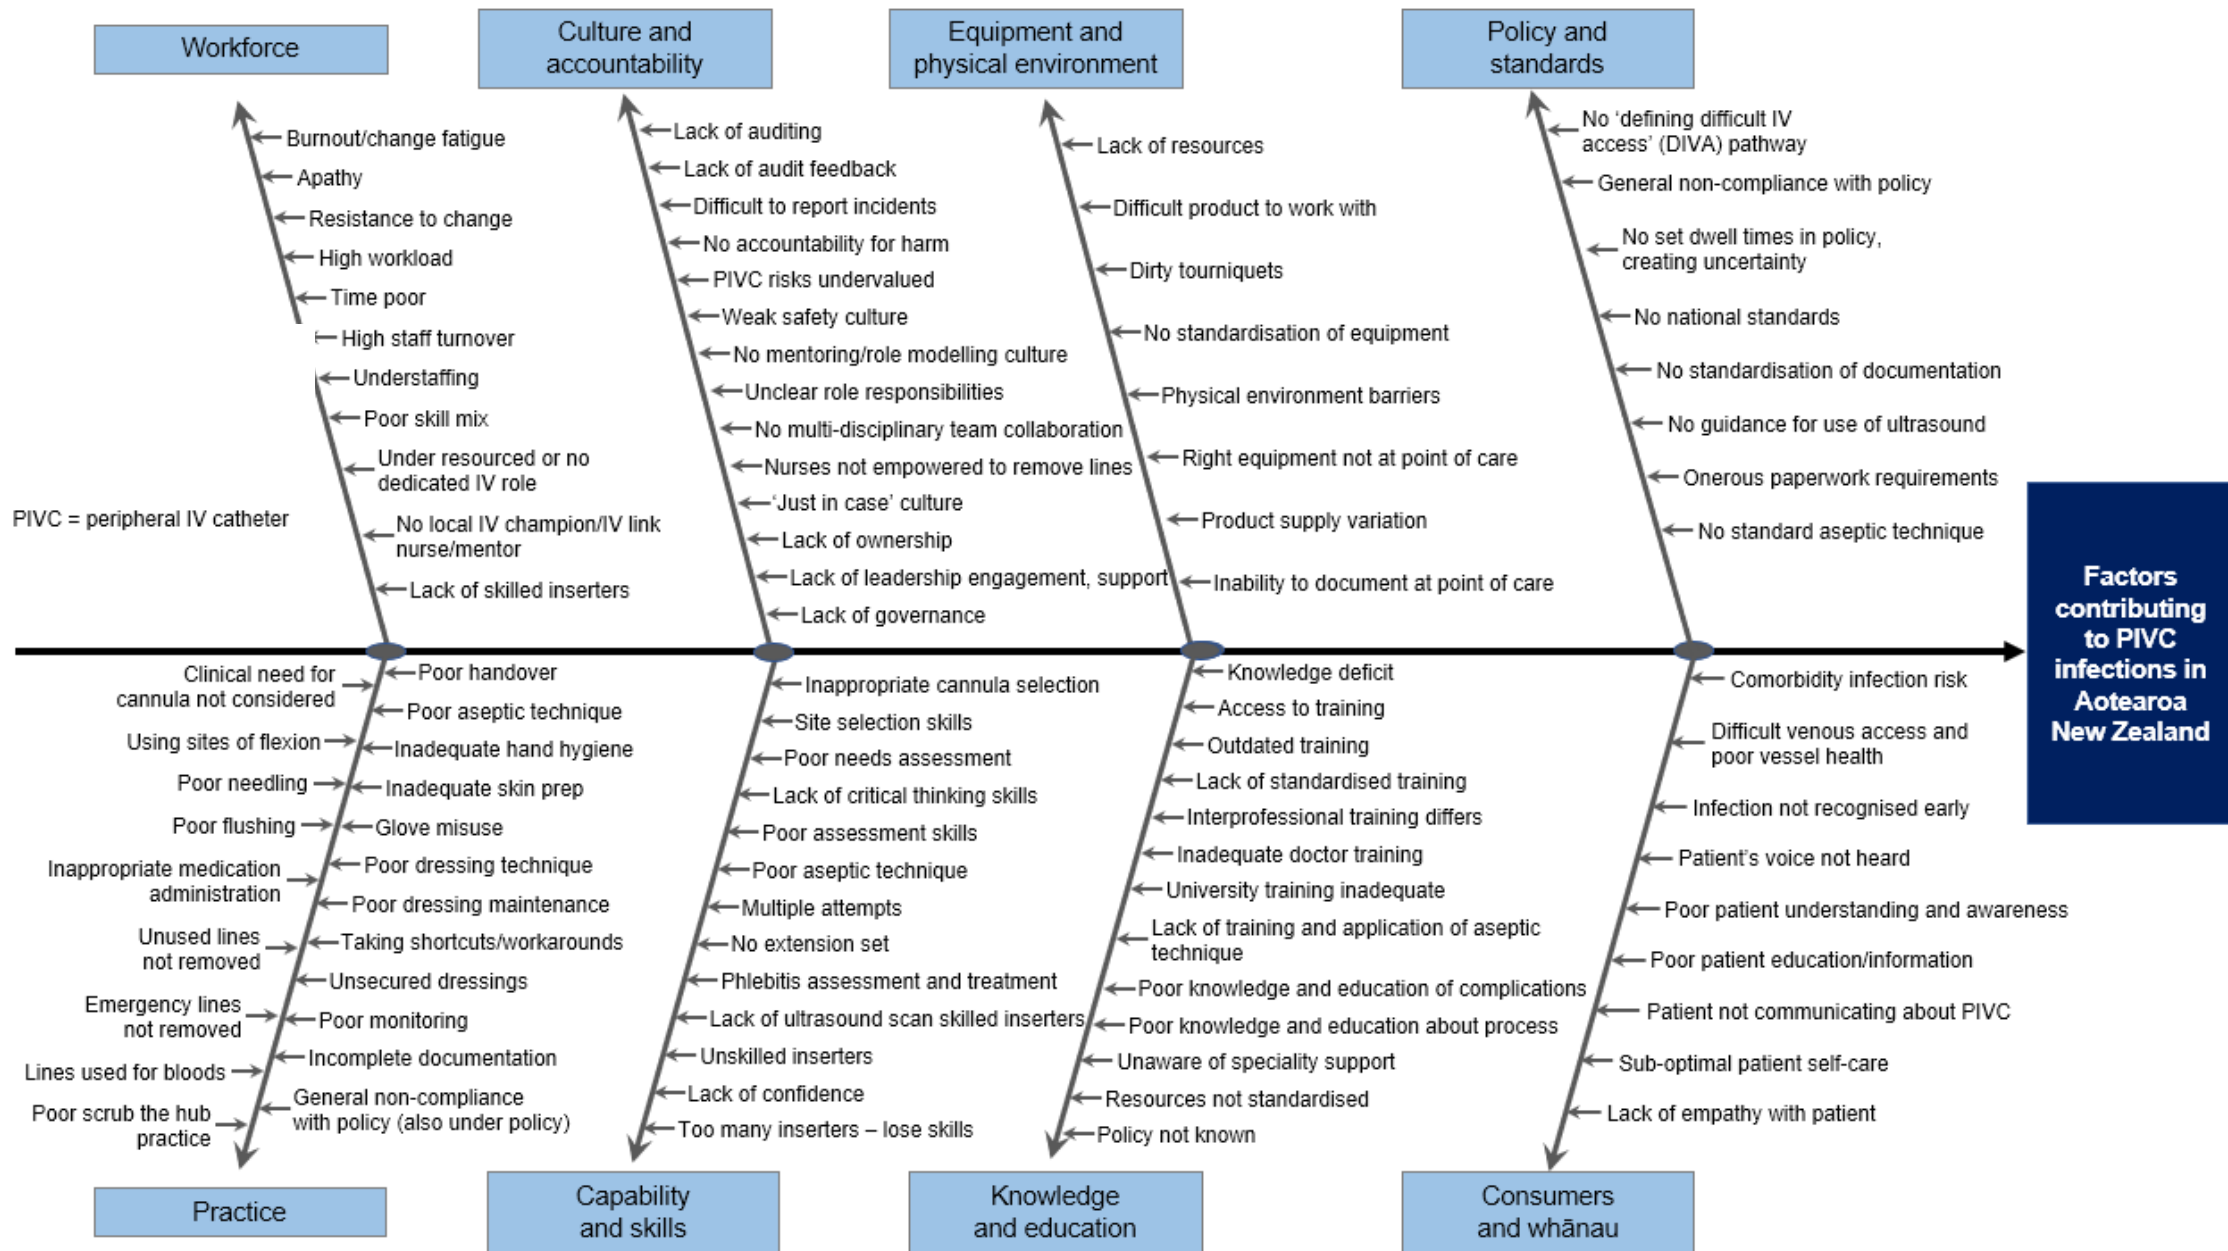 Workforce
Culture and
accountability
Equipment and
physical environment
Policy and
standards
Burnout/change fatigue
Apathy
Resistance to change
High workload
Time poor
High staff turnover
Understaffing
Poor skill mix
Under resourced or no
dedicated IV role
No local IV champion/IV link
nurse/mentor
Lack of skilled inserters
Lack of auditing
Lack of audit feedback
Difficult to report incidents
No accountability for harm
PIVC risks undervalued
Weak safety culture
No mentoring/role modelling culture
Unclear role responsibilities
No multi-disciplinary team collaboration
Nurses not empowered to remove lines
'Just in case' culture
Lack of ownership
Lack of leadership engagement, support
Lack of governance
Lack of resources
Difficult product to work with
Dirty tourniquets
No standardisation of equipment
Physical environment barriers
Right equipment not at point of care
Product supply variation
Inability to document at point of care
No 'defining difficult IV
access' (DIVA) pathway
General non-compliance with policy
No set dwell times in policy,
creating uncertainty
No national standards
No standardisation of documentation
No guidance for use of ultrasound
Onerous paperwork requirements
No standard aseptic technique
PIVC = peripheral IV catheter
Factors
contributing
to PIVC
infections in
Aotearoa
New Zealand
Clinical need for
cannula not considered
Using sites of flexion
Poor needling
Poor flushing
Inappropriate medication
administration
Unused lines
not removed
Emergency lines
not removed
Lines used for bloods
Poor scrub the hub
practice
Poor handover
Poor aseptic technique
Inadequate hand hygiene
Inadequate skin prep
Glove misuse
Poor dressing technique
Poor dressing maintenance
Taking shortcuts/workarounds
Unsecured dressings
Poor monitoring
Incomplete documentation
General non-compliance
with policy (also under policy)
Inappropriate cannula selection
Site selection skills
Poor needs assessment
Lack of critical thinking skills
Poor assessment skills
Poor aseptic technique
Multiple attempts
No extension set
Phlebitis assessment and treatment
Lack of ultrasound scan skilled inserters
Unskilled inserters
Lack of confidence
Too many inserters – lose skills
Knowledge deficit
Access to training
Outdated training
Lack of standardised training
Interprofessional training differs
Inadequate doctor training
University training inadequate
Lack of training and application of aseptic
technique
Poor knowledge and education of complications
Poor knowledge and education about process
Unaware of speciality support
Resources not standardised
Policy not known
Comorbidity infection risk
Difficult venous access and
poor vessel health
Infection not recognised early
Patient's voice not heard
Poor patient understanding and awareness
Poor patient education/information
Patient not communicating about PIVC
Sub-optimal patient self-care
Lack of empathy with patient
Practice
Capability
and skills
Knowledge
and education
Consumers
and whānau